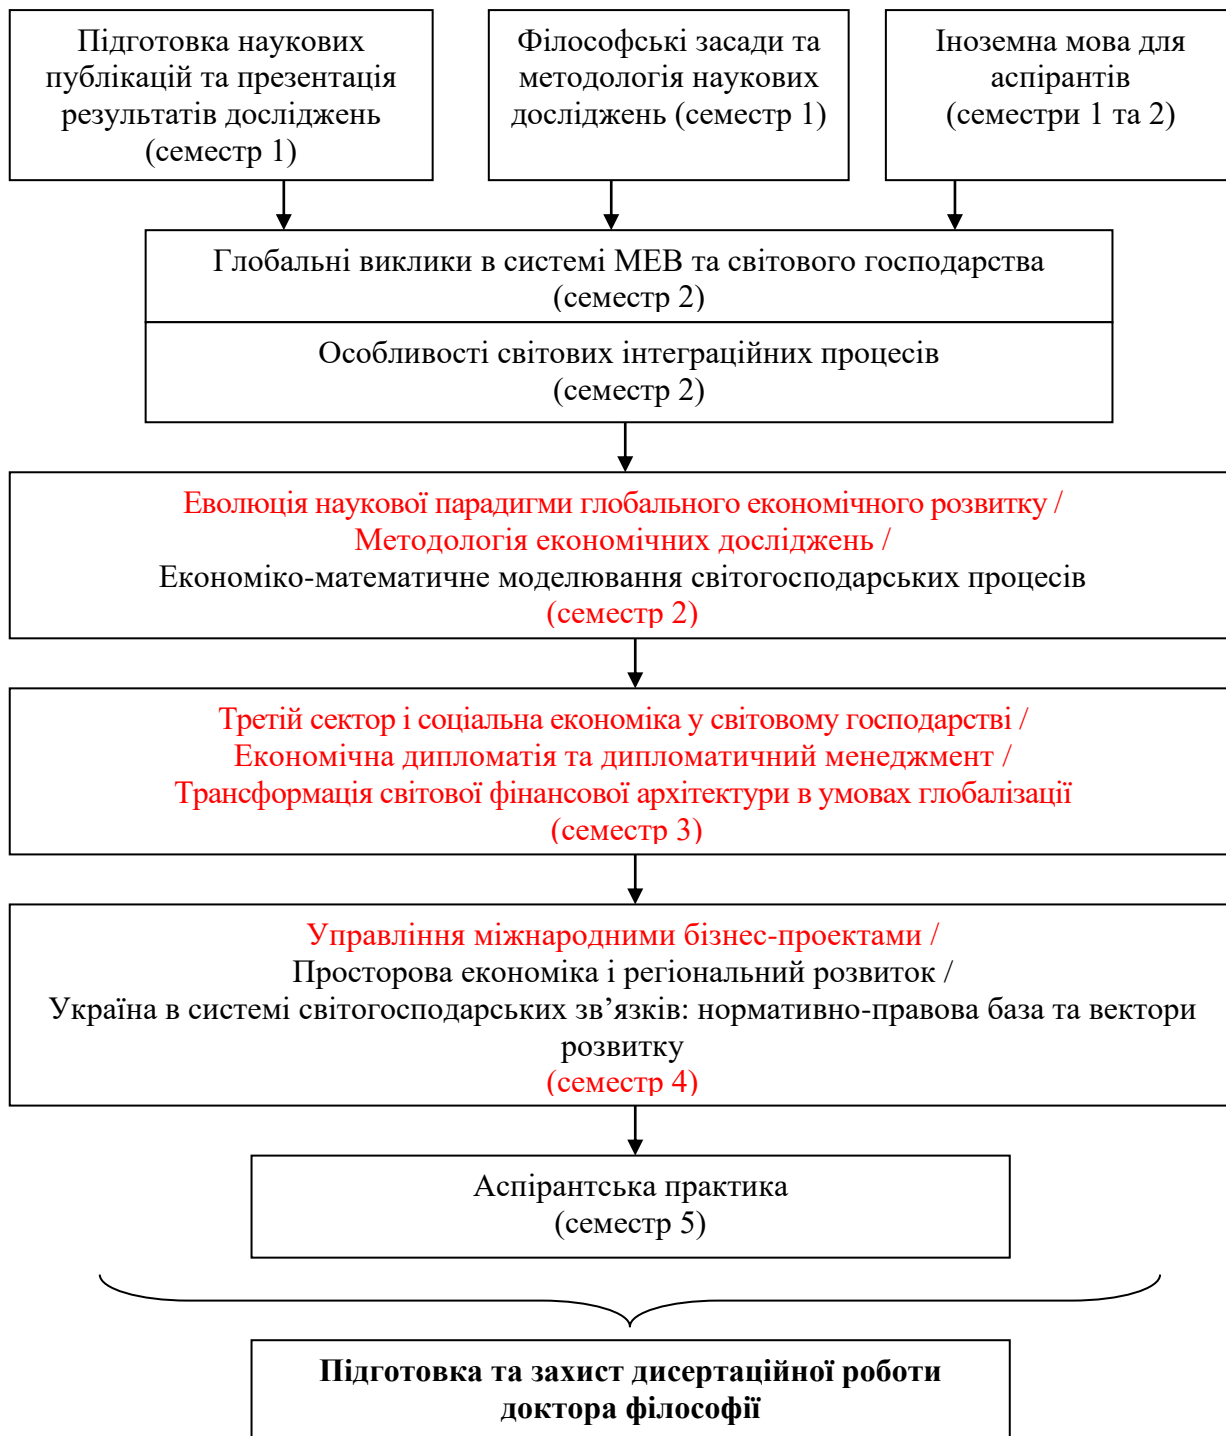 Підготовка наукових
публікацій та презентація
результатів досліджень
(семестр 1)
Філософські засади та
методологія наукових
досліджень (семестр 1)
Іноземна мова для
аспірантів
(семестри 1 та 2)
Глобальні виклики в системі МЕВ та світового господарства
(семестр 2)
Особливості світових інтеграційних процесів
(семестр 2)
Еволюція наукової парадигми глобального економічного розвитку /
Методологія економічних досліджень /
Економіко-математичне моделювання світогосподарських процесів
(семестр 2)
Третій сектор і соціальна економіка у світовому господарстві /
Економічна дипломатія та дипломатичний менеджмент /
Трансформація світової фінансової архітектури в умовах глобалізації
(семестр 3)
Управління міжнародними бізнес-проектами /
Просторова економіка і регіональний розвиток /
Україна в системі світогосподарських зв’язків: нормативно-правова база та вектори
розвитку
(семестр 4)
Аспірантська практика
(семестр 5)
Підготовка та захист дисертаційної роботи
доктора філософії